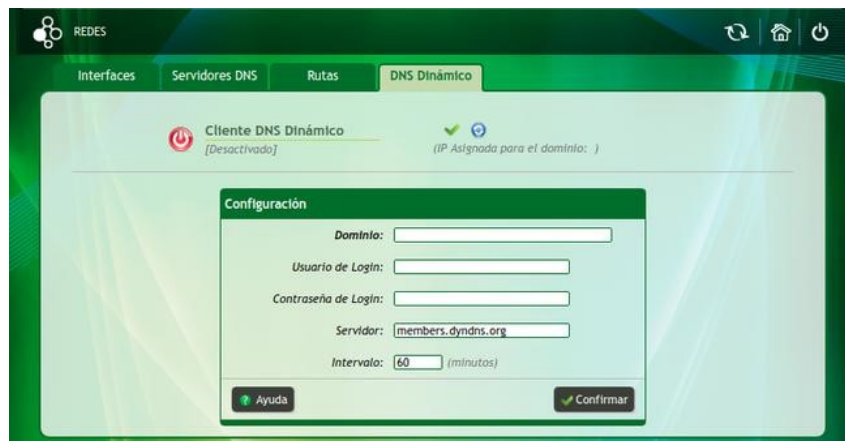 REDES
Interfaces Servidores DNS Rutas DNS Dinámico
Cliente DNS Dinámico
[Desactivado] (IP Asignada para el dominio: )
Configuración
Dominio:
Usuario de Login:
Contraseña de Login:
Servidor: members.dyndns.org
Intervalo: 60 (minutos)
? Ayuda Confirmar